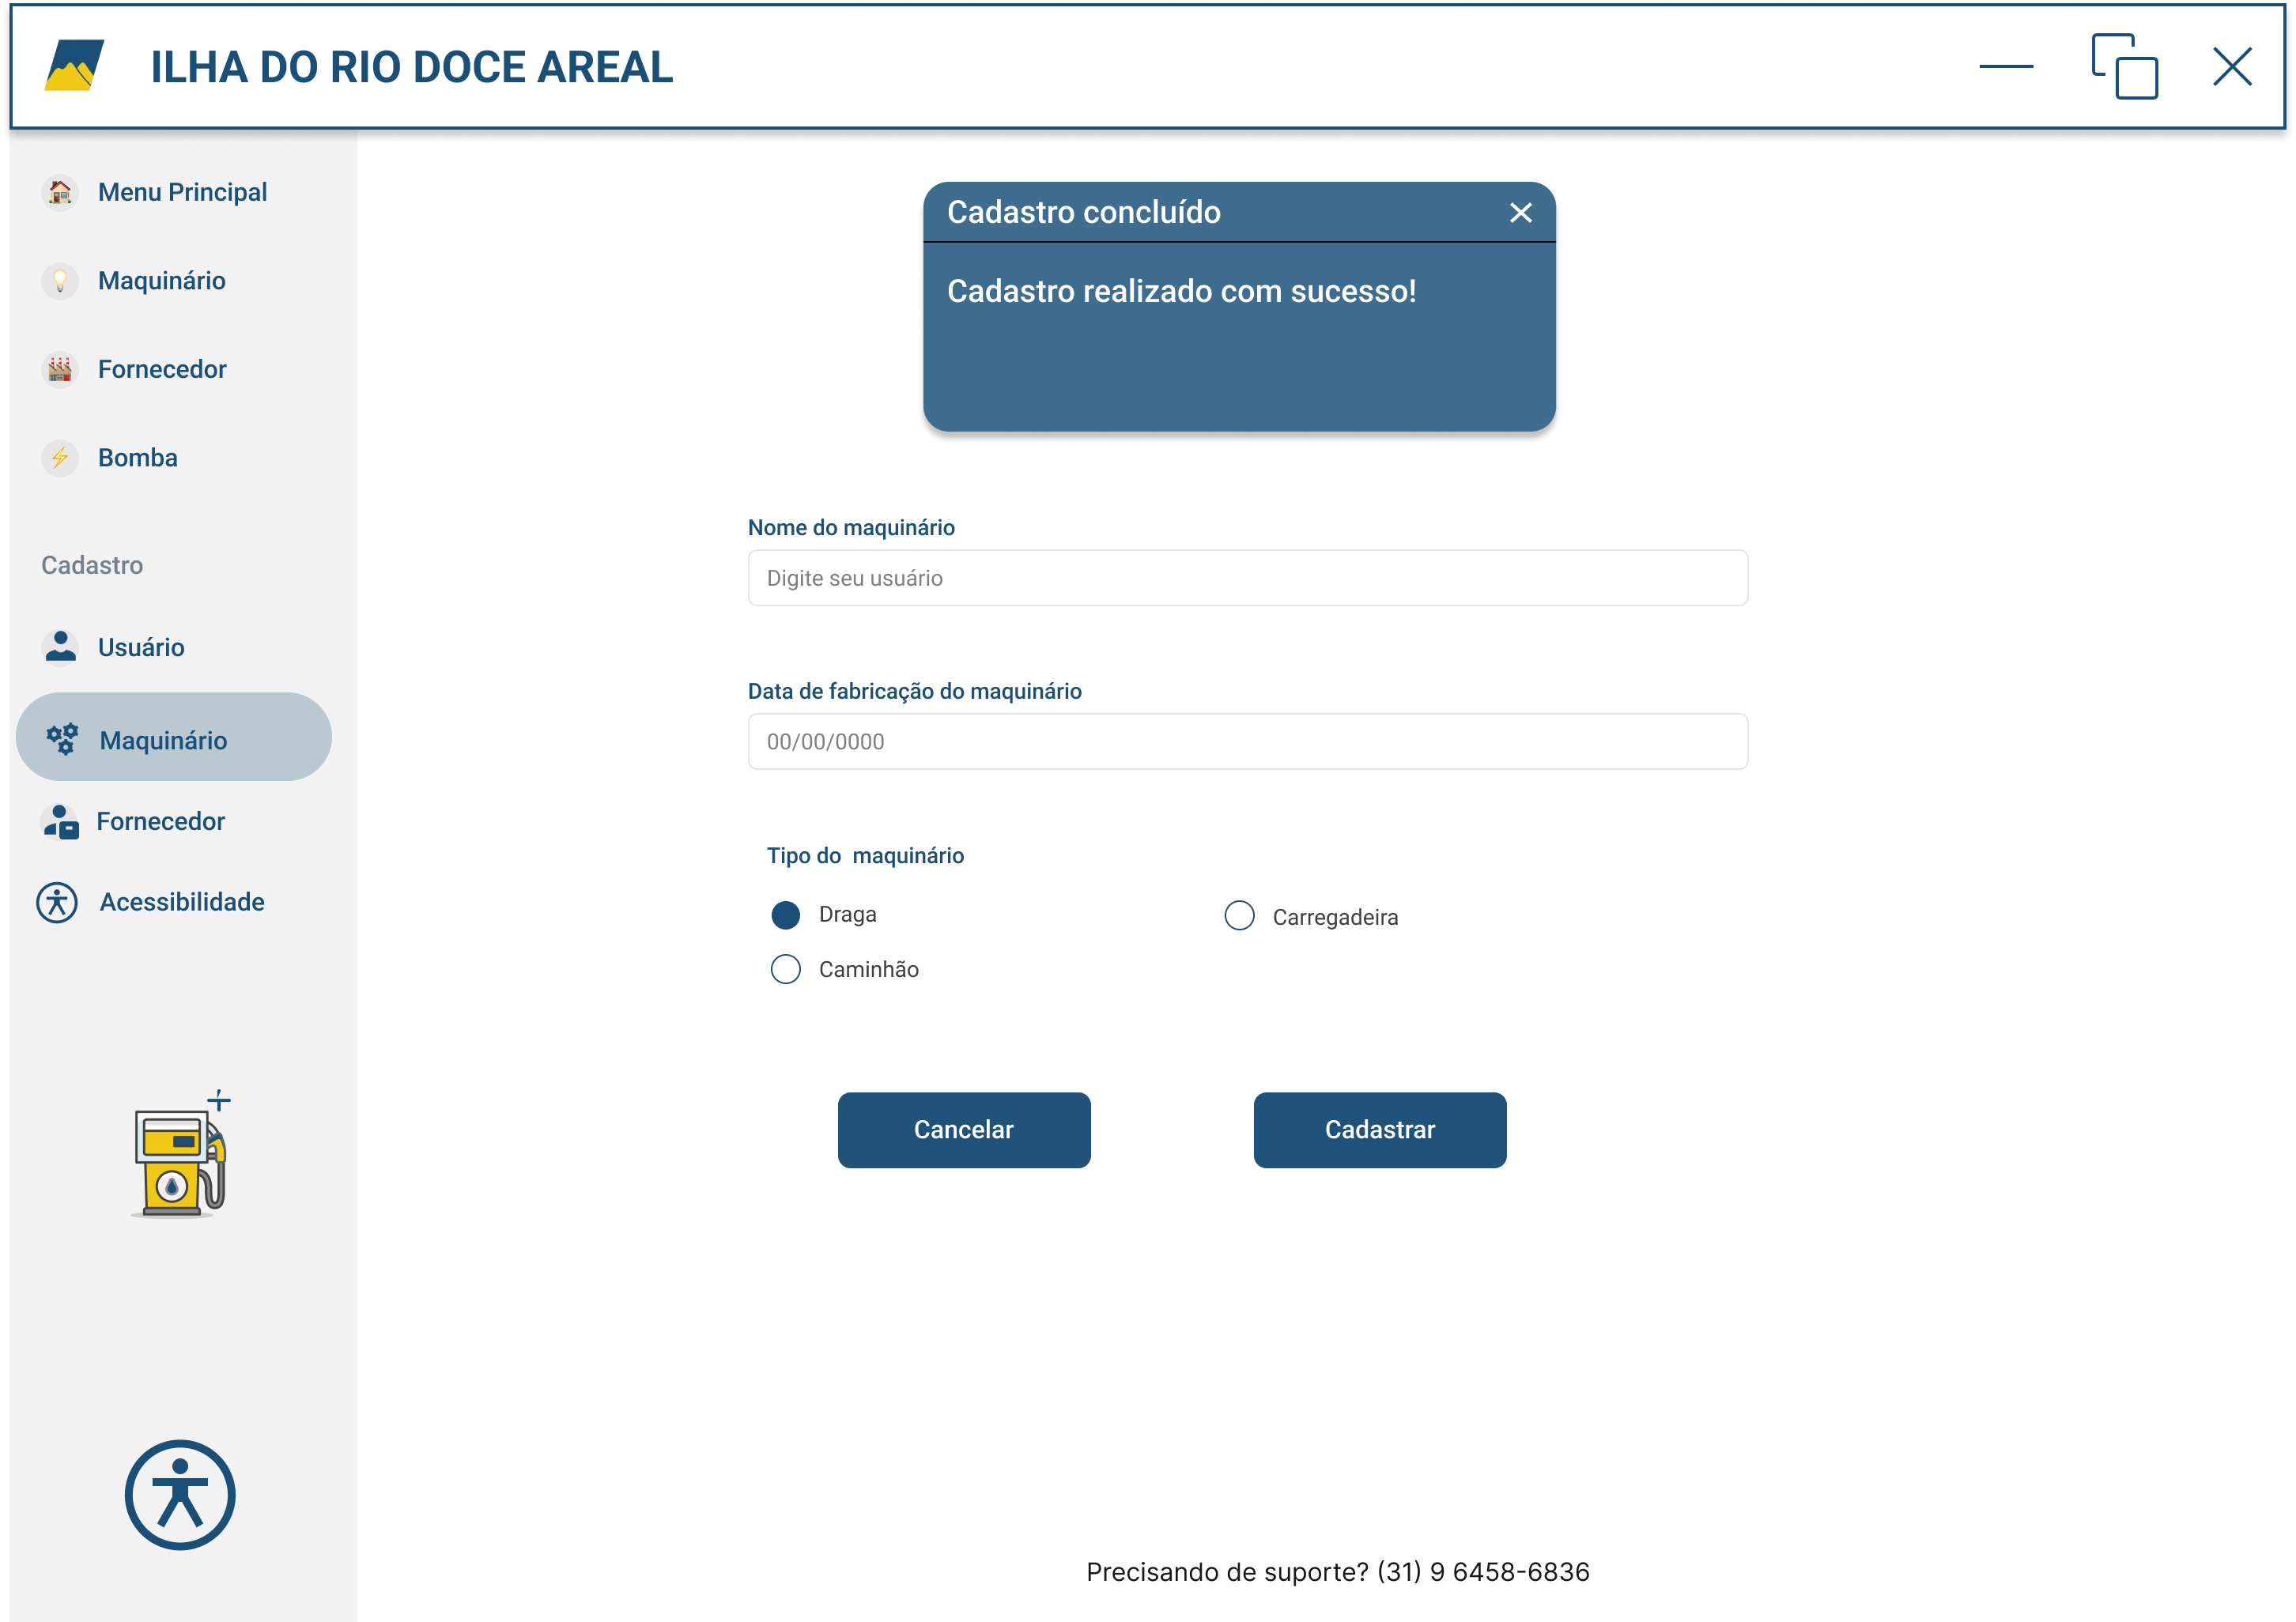 ILHA DO RIO DOCE AREAL
Menu Principal
Maquinário
Fornecedor
Bomba
Cadastro
Usuário
Maquinário
Fornecedor
Acessibilidade
Cadastro concluído
Cadastro realizado com sucesso!
Nome do maquinário
Digite seu usuário
Data de fabricação do maquinário
00/00/0000
Tipo do maquinário
Draga
Carregadeira
Caminhão
Cancelar
Cadastrar
Precisando de suporte? (31) 9 6458-6836